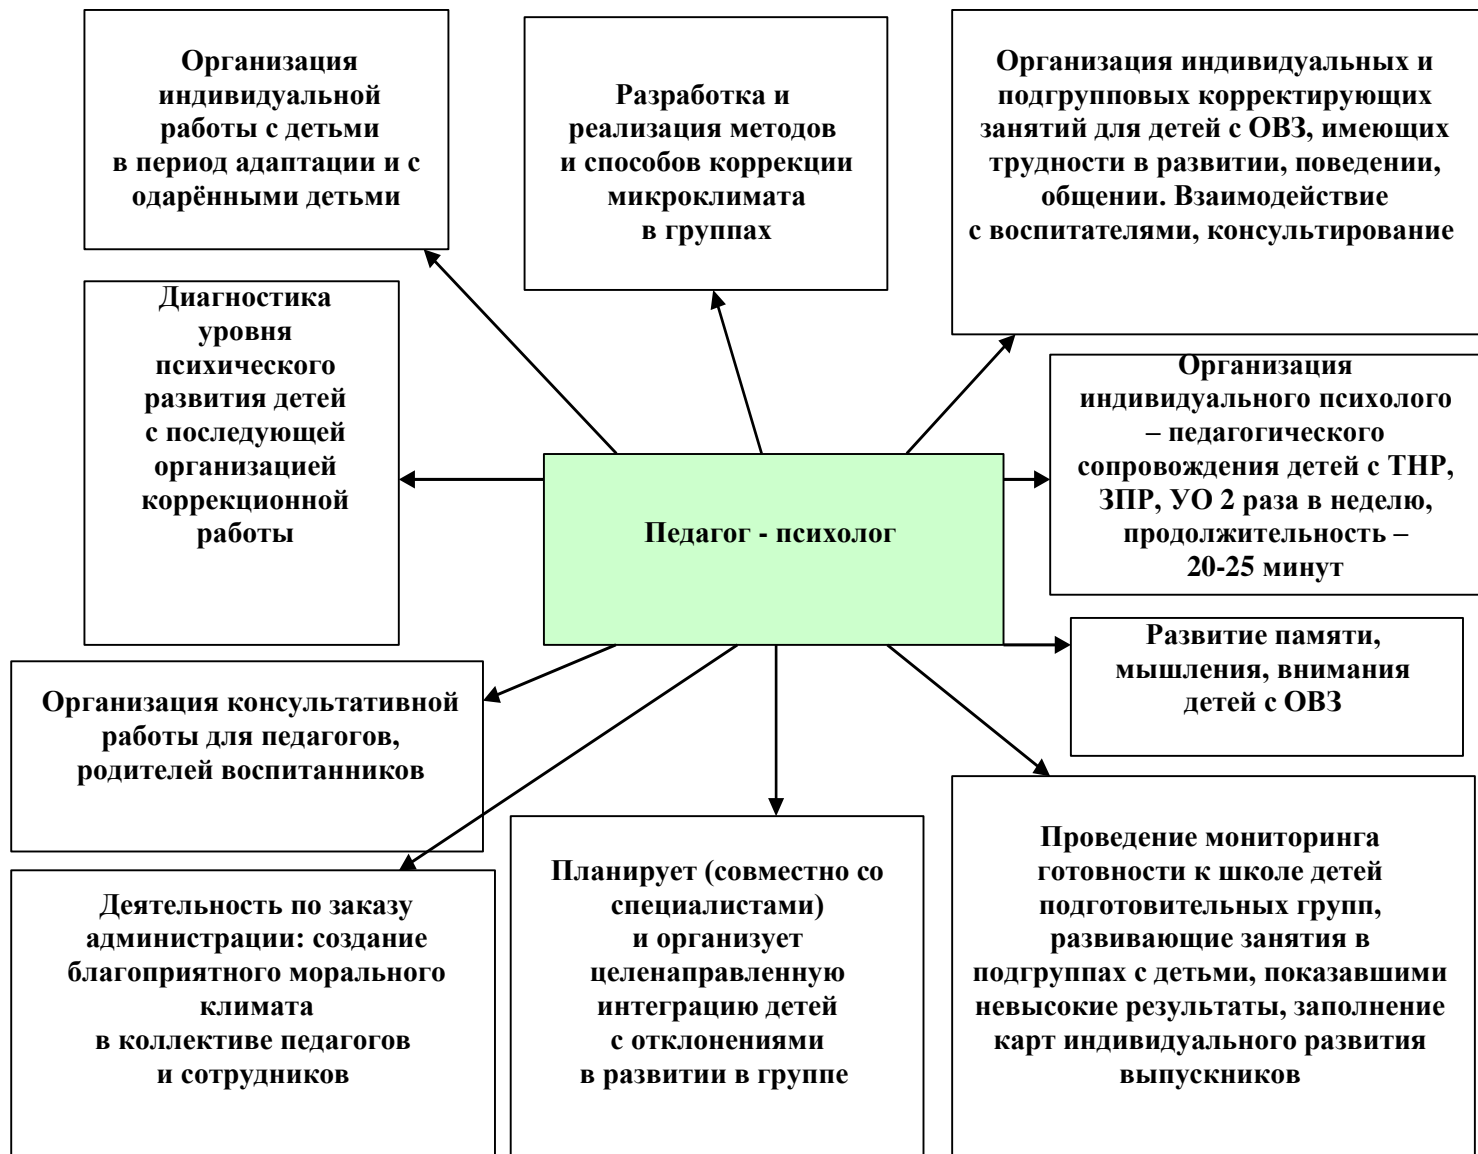 Организация
индивидуальной
работы с детьми
в период адаптации и с
одарёнными детьми
Разработка и
реализация методов
и способов коррекции
микроклимата
в группах
Организация индивидуальных и
подгрупповых корректирующих
занятий для детей с ОВЗ, имеющих
трудности в развитии, поведении,
общении. Взаимодействие
с воспитателями, консультирование
Диагностика
уровня
психического
развития детей
с последующей
организацией
коррекционной
работы
Педагог - психолог
Организация
индивидуального психолого
– педагогического
сопровождения детей с ТНР,
ЗПР, УО 2 раза в неделю,
продолжительность –
20-25 минут
Развитие памяти,
мышления, внимания
детей с ОВЗ
Организация консультативной
работы для педагогов,
родителей воспитанников
Деятельность по заказу
администрации: создание
благоприятного морального
климата
в коллективе педагогов
и сотрудников
Планирует (совместно со
специалистами)
и организует
целенаправленную
интеграцию детей
с отклонениями
в развитии в группе
Проведение мониторинга
готовности к школе детей
подготовительных групп,
развивающие занятия в
подгруппах с детьми, показавшими
невысокие результаты, заполнение
карт индивидуального развития
выпускников